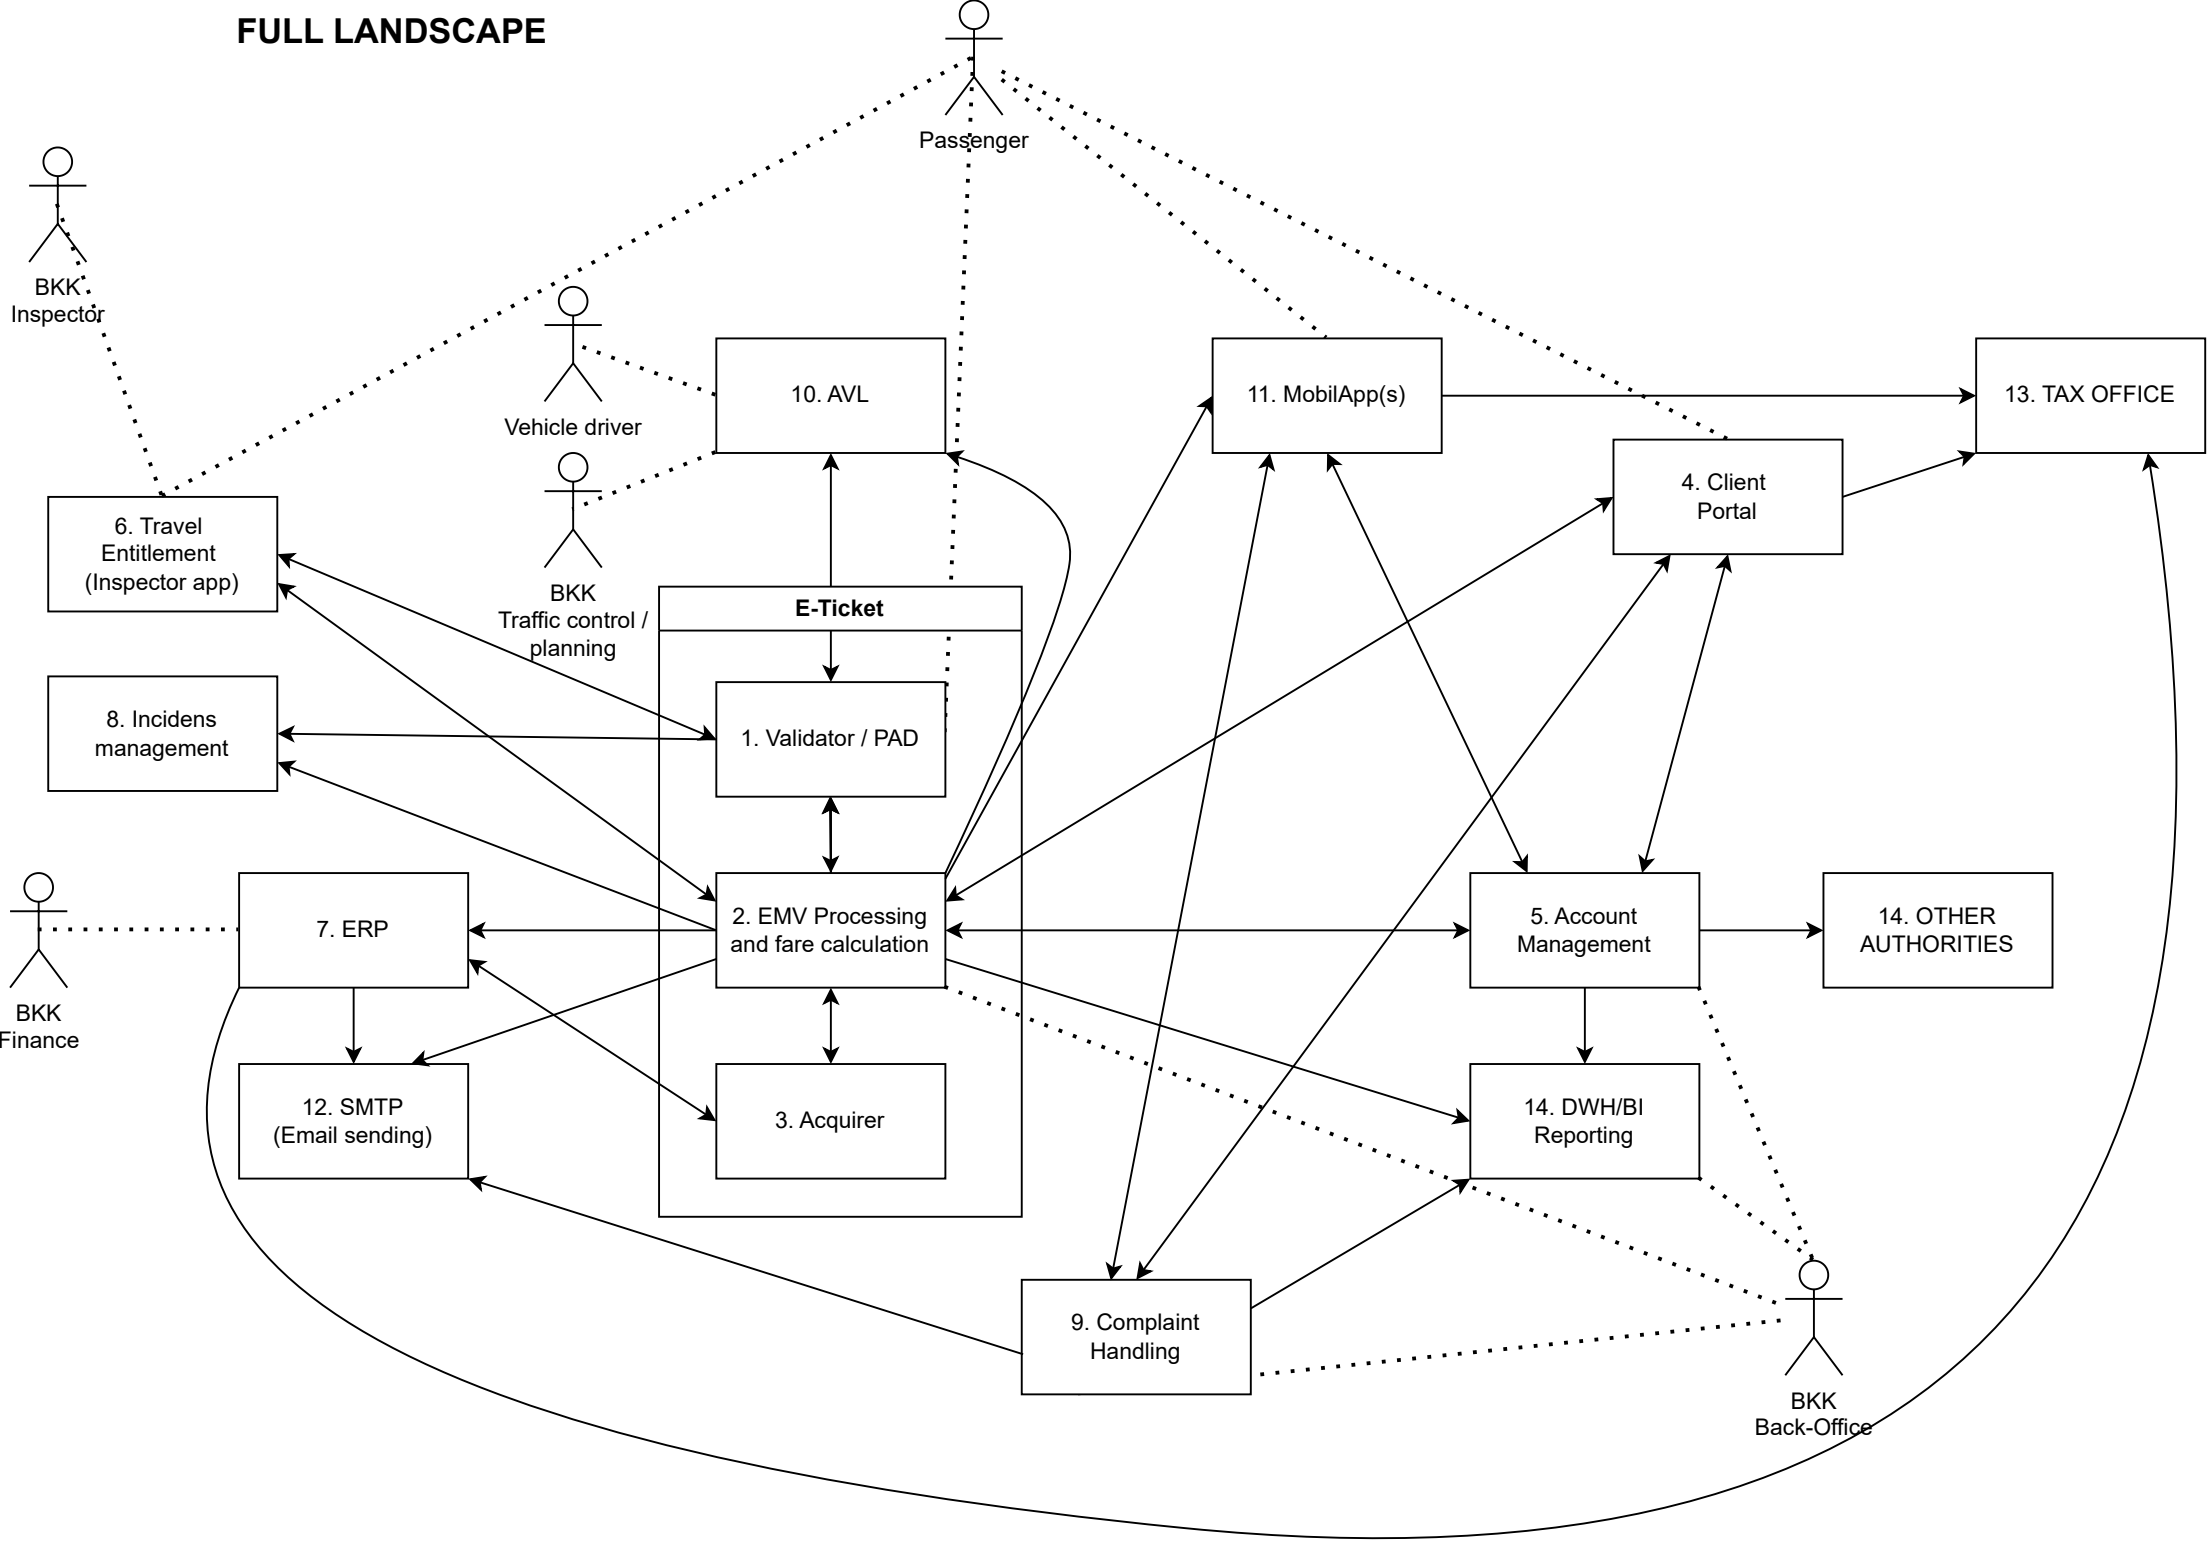 FULL LANDSCAPE
Passenger
BKK
Inspector
Vehicle driver
10. AVL
11. MobilApp(s)
13. TAX OFFICE
4. Client
Portal
6. Travel
Entitlement
(Inspector app)
BKK
Traffic control /
planning
E-Ticket
8. Incidens
management
1. Validator / PAD
BKK
Finance
7. ERP
2. EMV Processing
and fare calculation
5. Account
Management
14. OTHER
AUTHORITIES
12. SMTP
(Email sending)
3. Acquirer
14. DWH/BI
Reporting
9. Complaint
Handling
BKK
Back-Office